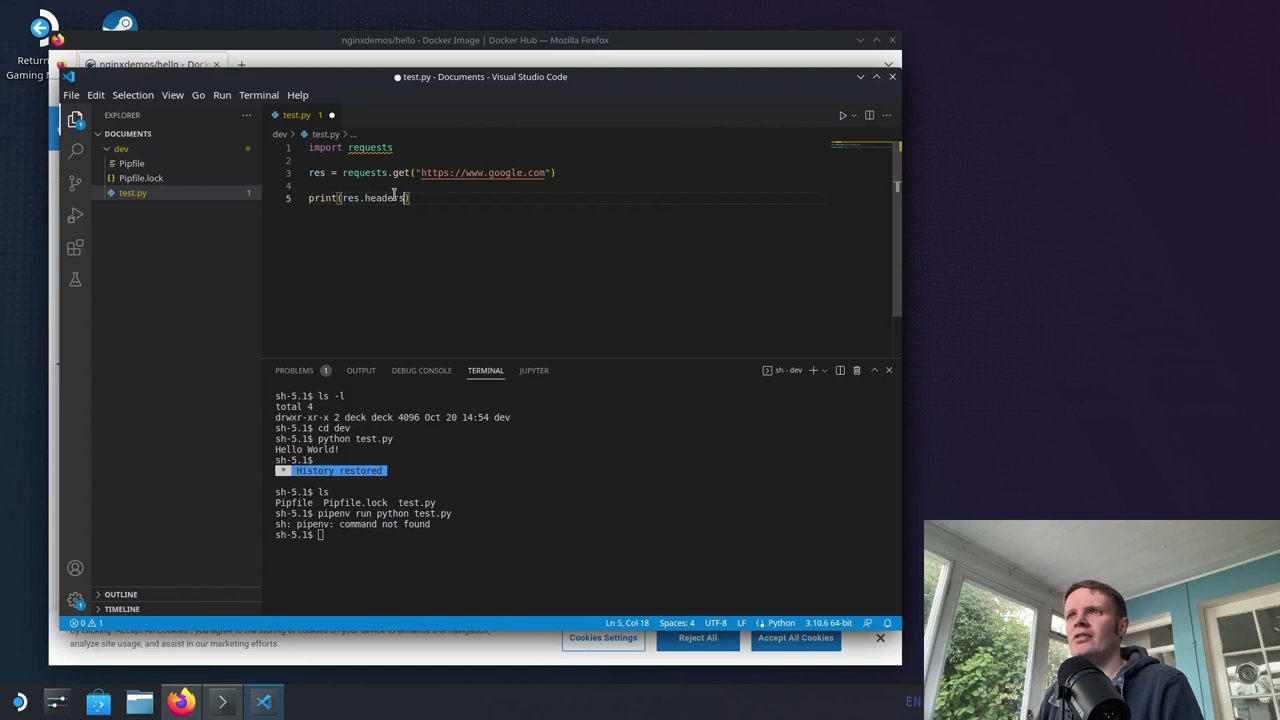 Return
Gaming M
nginxdemos/hello - Docker Image | Docker Hub — Mozilla Firefox
nginxdemos/hello - Dock
test.py - Documents - Visual Studio Code
File Edit Selection View Go Run Terminal Help
EXPLORER
DOCUMENTS
dev
Pipfile
Pipfile.lock
test.py 1
test.py 1
dev > test.py > ...
1 import requests
2
3 res = requests.get("https://www.google.com")
4
5 print(res.headers)
PROBLEMS 1 OUTPUT DEBUG CONSOLE TERMINAL JUPYTER
sh - dev
sh-5.1$ ls -l
total 4
drwxr-xr-x 2 deck deck 4096 Oct 20 14:54 dev
sh-5.1$ cd dev
sh-5.1$ python test.py
Hello World!
sh-5.1$
* History restored
sh-5.1$ ls
Pipfile Pipfile.lock test.py
sh-5.1$ pipenv run python test.py
sh: pipenv: command not found
sh-5.1$
OUTLINE
TIMELINE
0 1 Ln 5, Col 18 Spaces: 4 UTF-8 LF Python 3.10.6 64-bit
By clicking "Accept All Cookies", you agree to the storing of cookies on your device to enhance site navigation,
analyze site usage, and assist in our marketing efforts.
Cookies Settings
Reject All
Accept All Cookies
EN